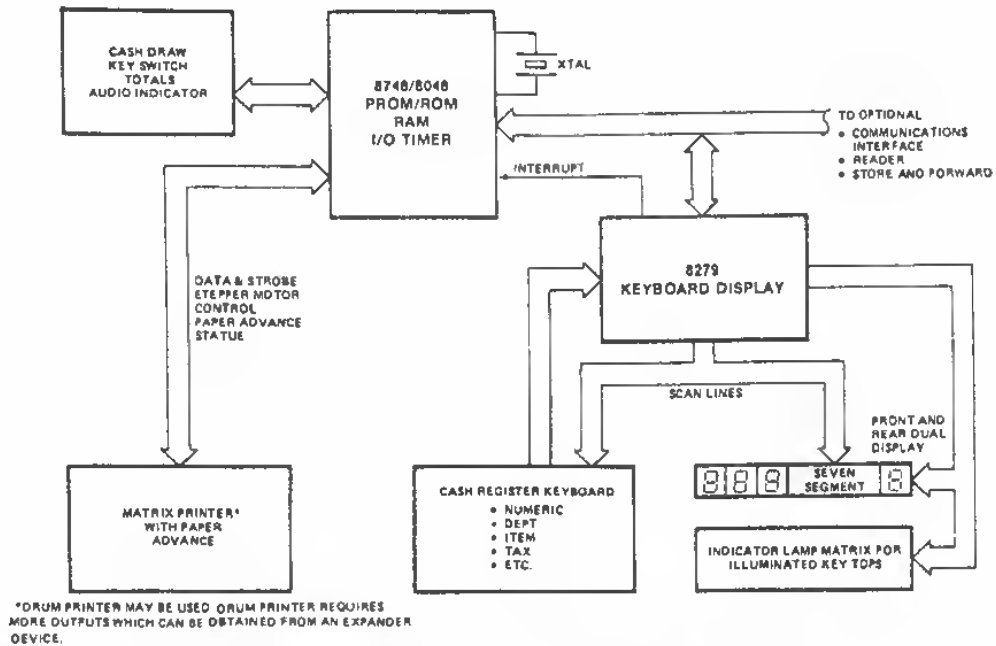 CASH DRAW
KEY SWITCH
TOTALS
AUDIO INDICATOR
8748/8048
PROM/ROM
RAM
I/O TIMER
XTAL
TO OPTIONAL
• COMMUNICATIONS
INTERFACE
• READER
• STORE AND FORWARD
INTERRUPT
8279
KEYBOARD DISPLAY
DATA & STROBE
ETEPPER MOTOR
CONTROL
PAPER ADVANCE
STATUE
SCAN LINES
FRONT AND
REAR DUAL
DISPLAY
SEVEN
SEGMENT
MATRIX PRINTER*
WITH PAPER
ADVANCE
CASH REGISTER KEYBOARD
• NUMERIC
• DEPT
• ITEM
• TAX
• ETC.
INDICATOR LAMP MATRIX FOR
ILLUMINATED KEY TOPS
*DRUM PRINTER MAY BE USED DRUM PRINTER REQUIRES
MORE OUTPUTS WHICH CAN BE OBTAINED FROM AN EXPANDER
DEVICE.